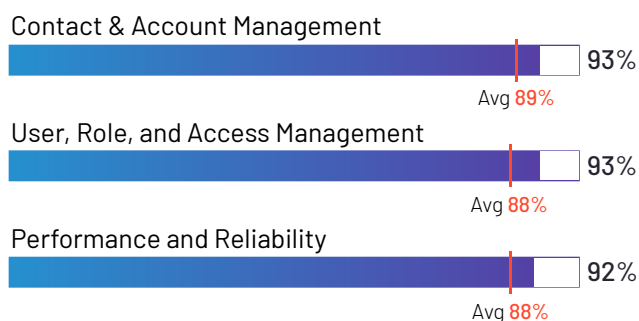 Contact & Account Management
93%
Avg 89%
User, Role, and Access Management
93%
Avg 88%
Performance and Reliability
92%
Avg 88%